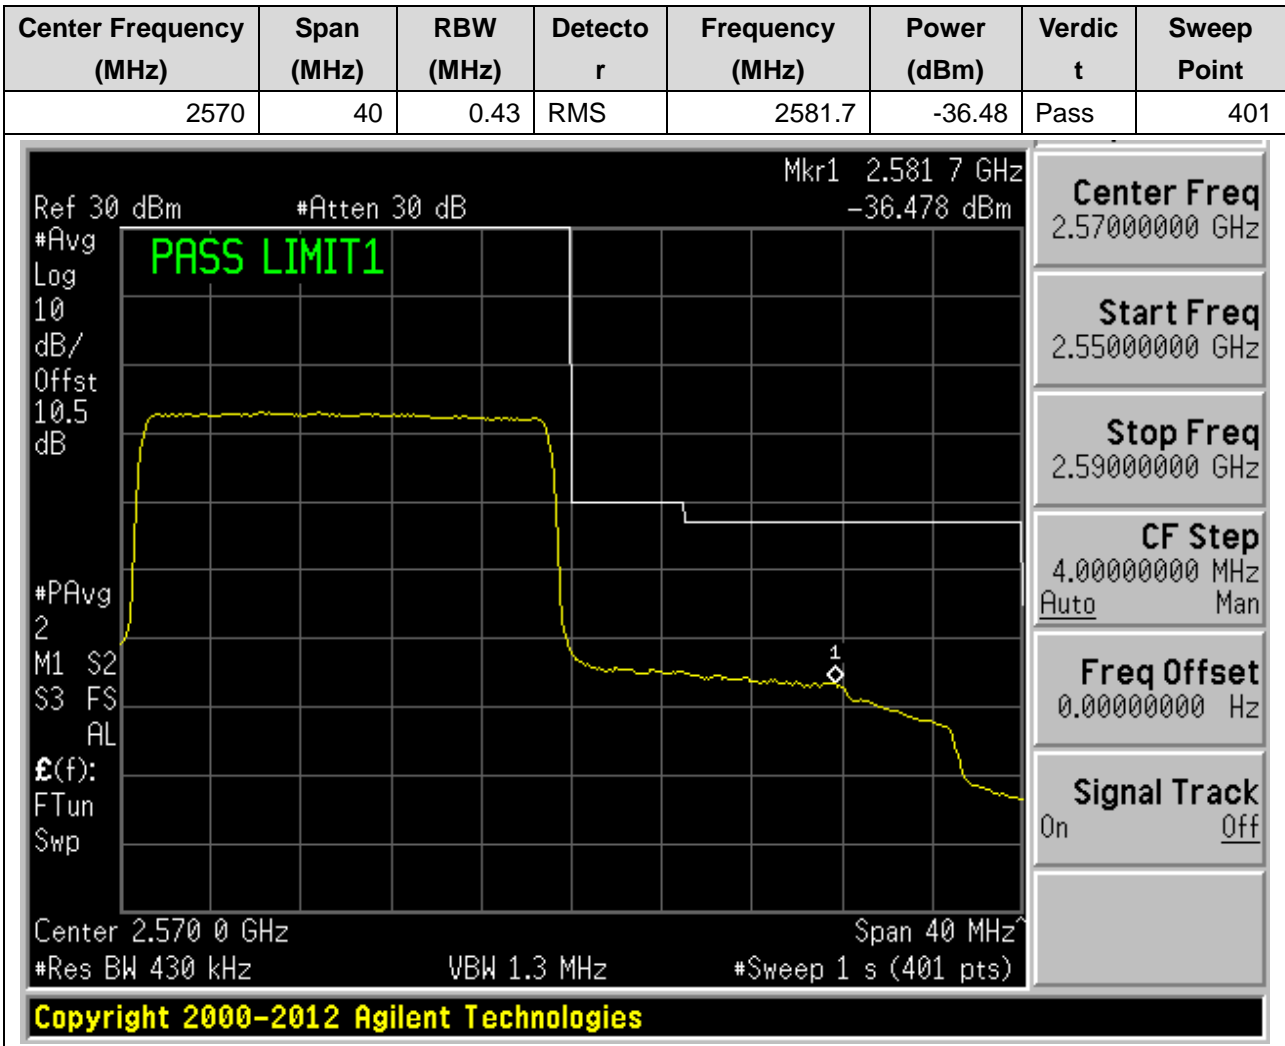 Center Frequency (MHz) Span (MHz) RBW (MHz) Detecto r Frequency (MHz) Power (dBm) Verdic t Sweep Point
2570 40 0.43 RMS 2581.7 -36.48 Pass 401
Mkr1 2.581 7 GHz
Ref 30 dBm #Atten 30 dB -36.478 dBm
#Avg
Log
10
dB/
Offst
10.5
dB
PASS LIMIT1
#PAvg
2
M1 S2
S3 FS
AL
£(f):
FTun
Swp
1
Center 2.570 0 GHz Span 40 MHz^
#Res BW 430 kHz VBW 1.3 MHz #Sweep 1 s (401 pts)
Center Freq
2.57000000 GHz
Start Freq
2.55000000 GHz
Stop Freq
2.59000000 GHz
CF Step
4.00000000 MHz
Auto Man
Freq Offset
0.00000000 Hz
Signal Track
On Off
Copyright 2000-2012 Agilent Technologies